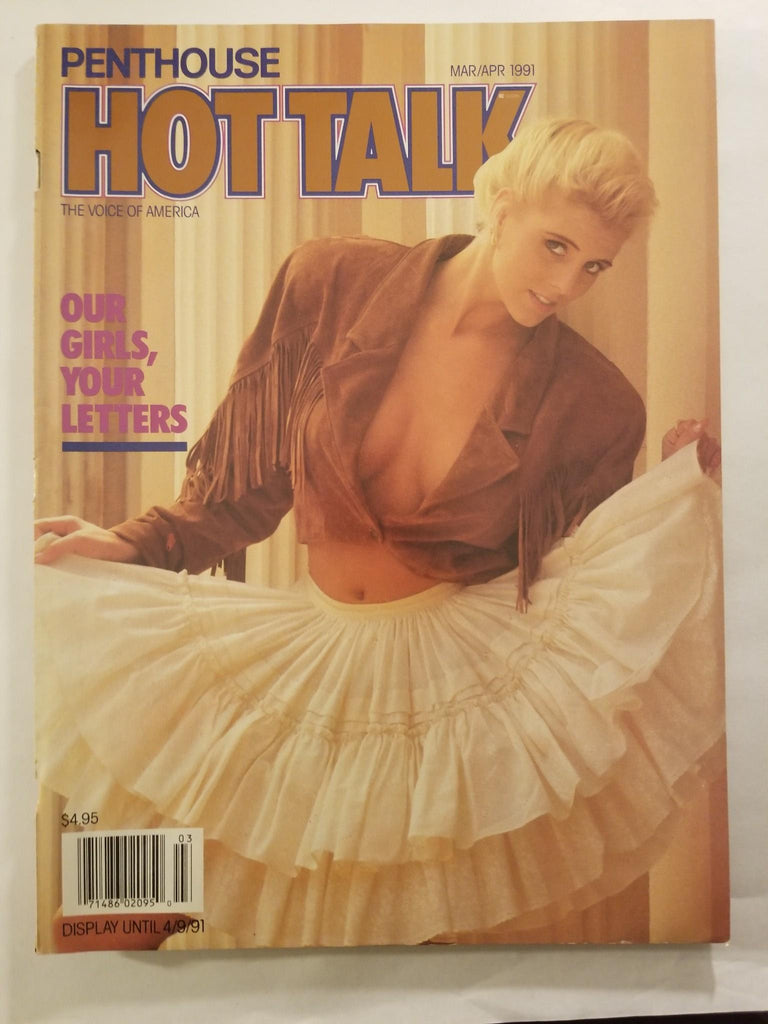 PENTHOUSE
MAR/APR 1991
HOT TALK
THE VOICE OF AMERICA
OUR
GIRLS,
YOUR
LETTERS
$4.95
03
71486 02095 0
DISPLAY UNTIL 4/9/91